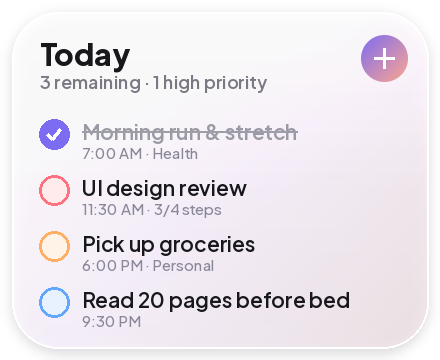 Today
3 remaining · 1 high priority
Morning run & stretch
7:00 AM · Health
UI design review
11:30 AM · 3/4 steps
Pick up groceries
6:00 PM · Personal
Read 20 pages before bed
9:30 PM